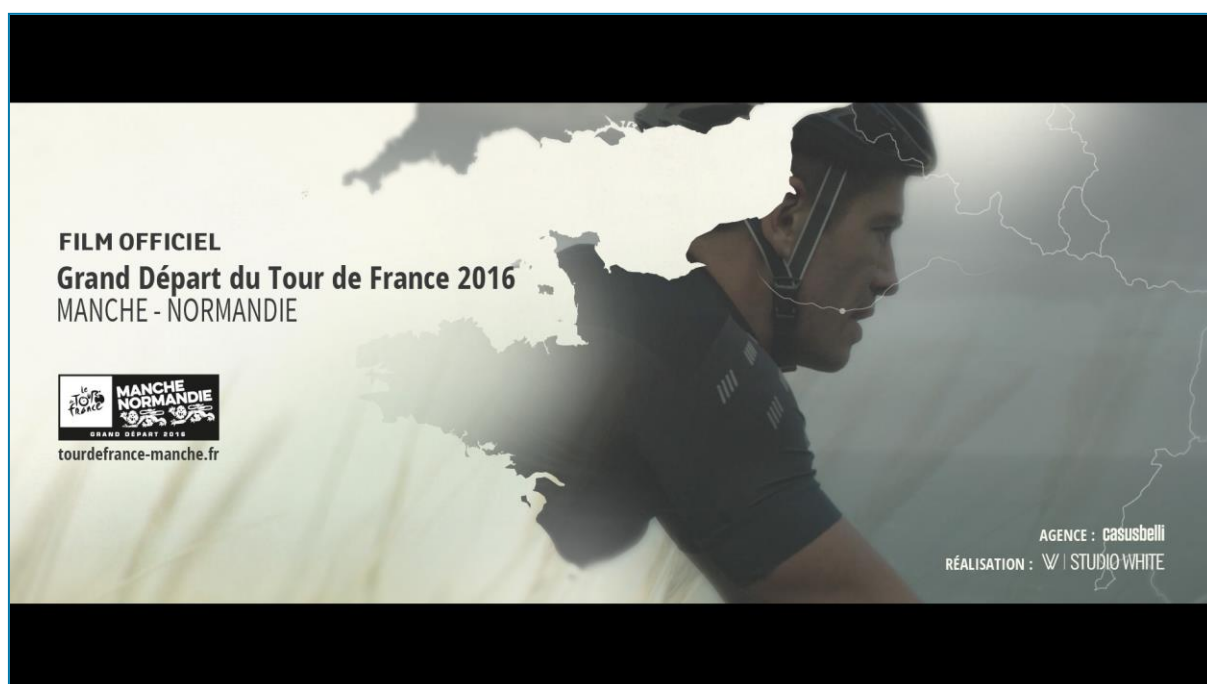 FILM OFFICIEL
Grand Départ du Tour de France 2016
MANCHE - NORMANDIE
le
TOUR
de
FRANCE
MANCHE
NORMANDIE
GRAND DÉPART 2016
tourdefrance-manche.fr
AGENCE : casusbelli
RÉALISATION : W | STUDIO WHITE